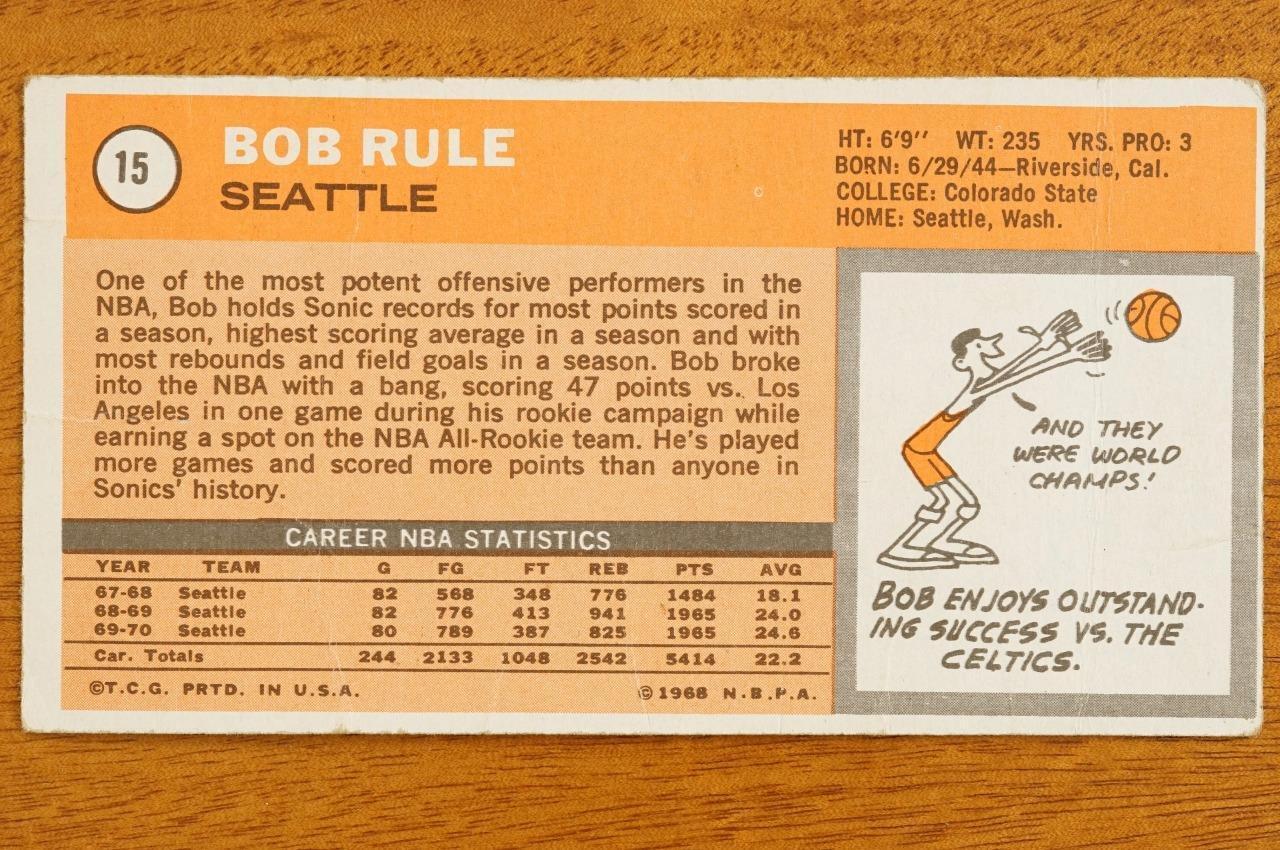 15
BOB RULE
SEATTLE
HT: 6'9'' WT: 235 YRS. PRO: 3
BORN: 6/29/44—Riverside, Cal.
COLLEGE: Colorado State
HOME: Seattle, Wash.
One of the most potent offensive performers in the
NBA, Bob holds Sonic records for most points scored in
a season, highest scoring average in a season and with
most rebounds and field goals in a season. Bob broke
into the NBA with a bang, scoring 47 points vs. Los
Angeles in one game during his rookie campaign while
earning a spot on the NBA All-Rookie team. He's played
more games and scored more points than anyone in
Sonics' history.
CAREER NBA STATISTICS
YEAR TEAM G FG FT REB PTS AVG
67-68 Seattle 82 568 348 776 1484 18.1
68-69 Seattle 82 776 413 941 1965 24.0
69-70 Seattle 80 789 387 825 1965 24.6
Car. Totals 244 2133 1048 2542 5414 22.2
©T.C.G. PRTD. IN U.S.A. ©1968 N.B.P.A.
AND THEY
WERE WORLD
CHAMPS!
BOB ENJOYS OUTSTAND-
ING SUCCESS VS. THE
CELTICS.